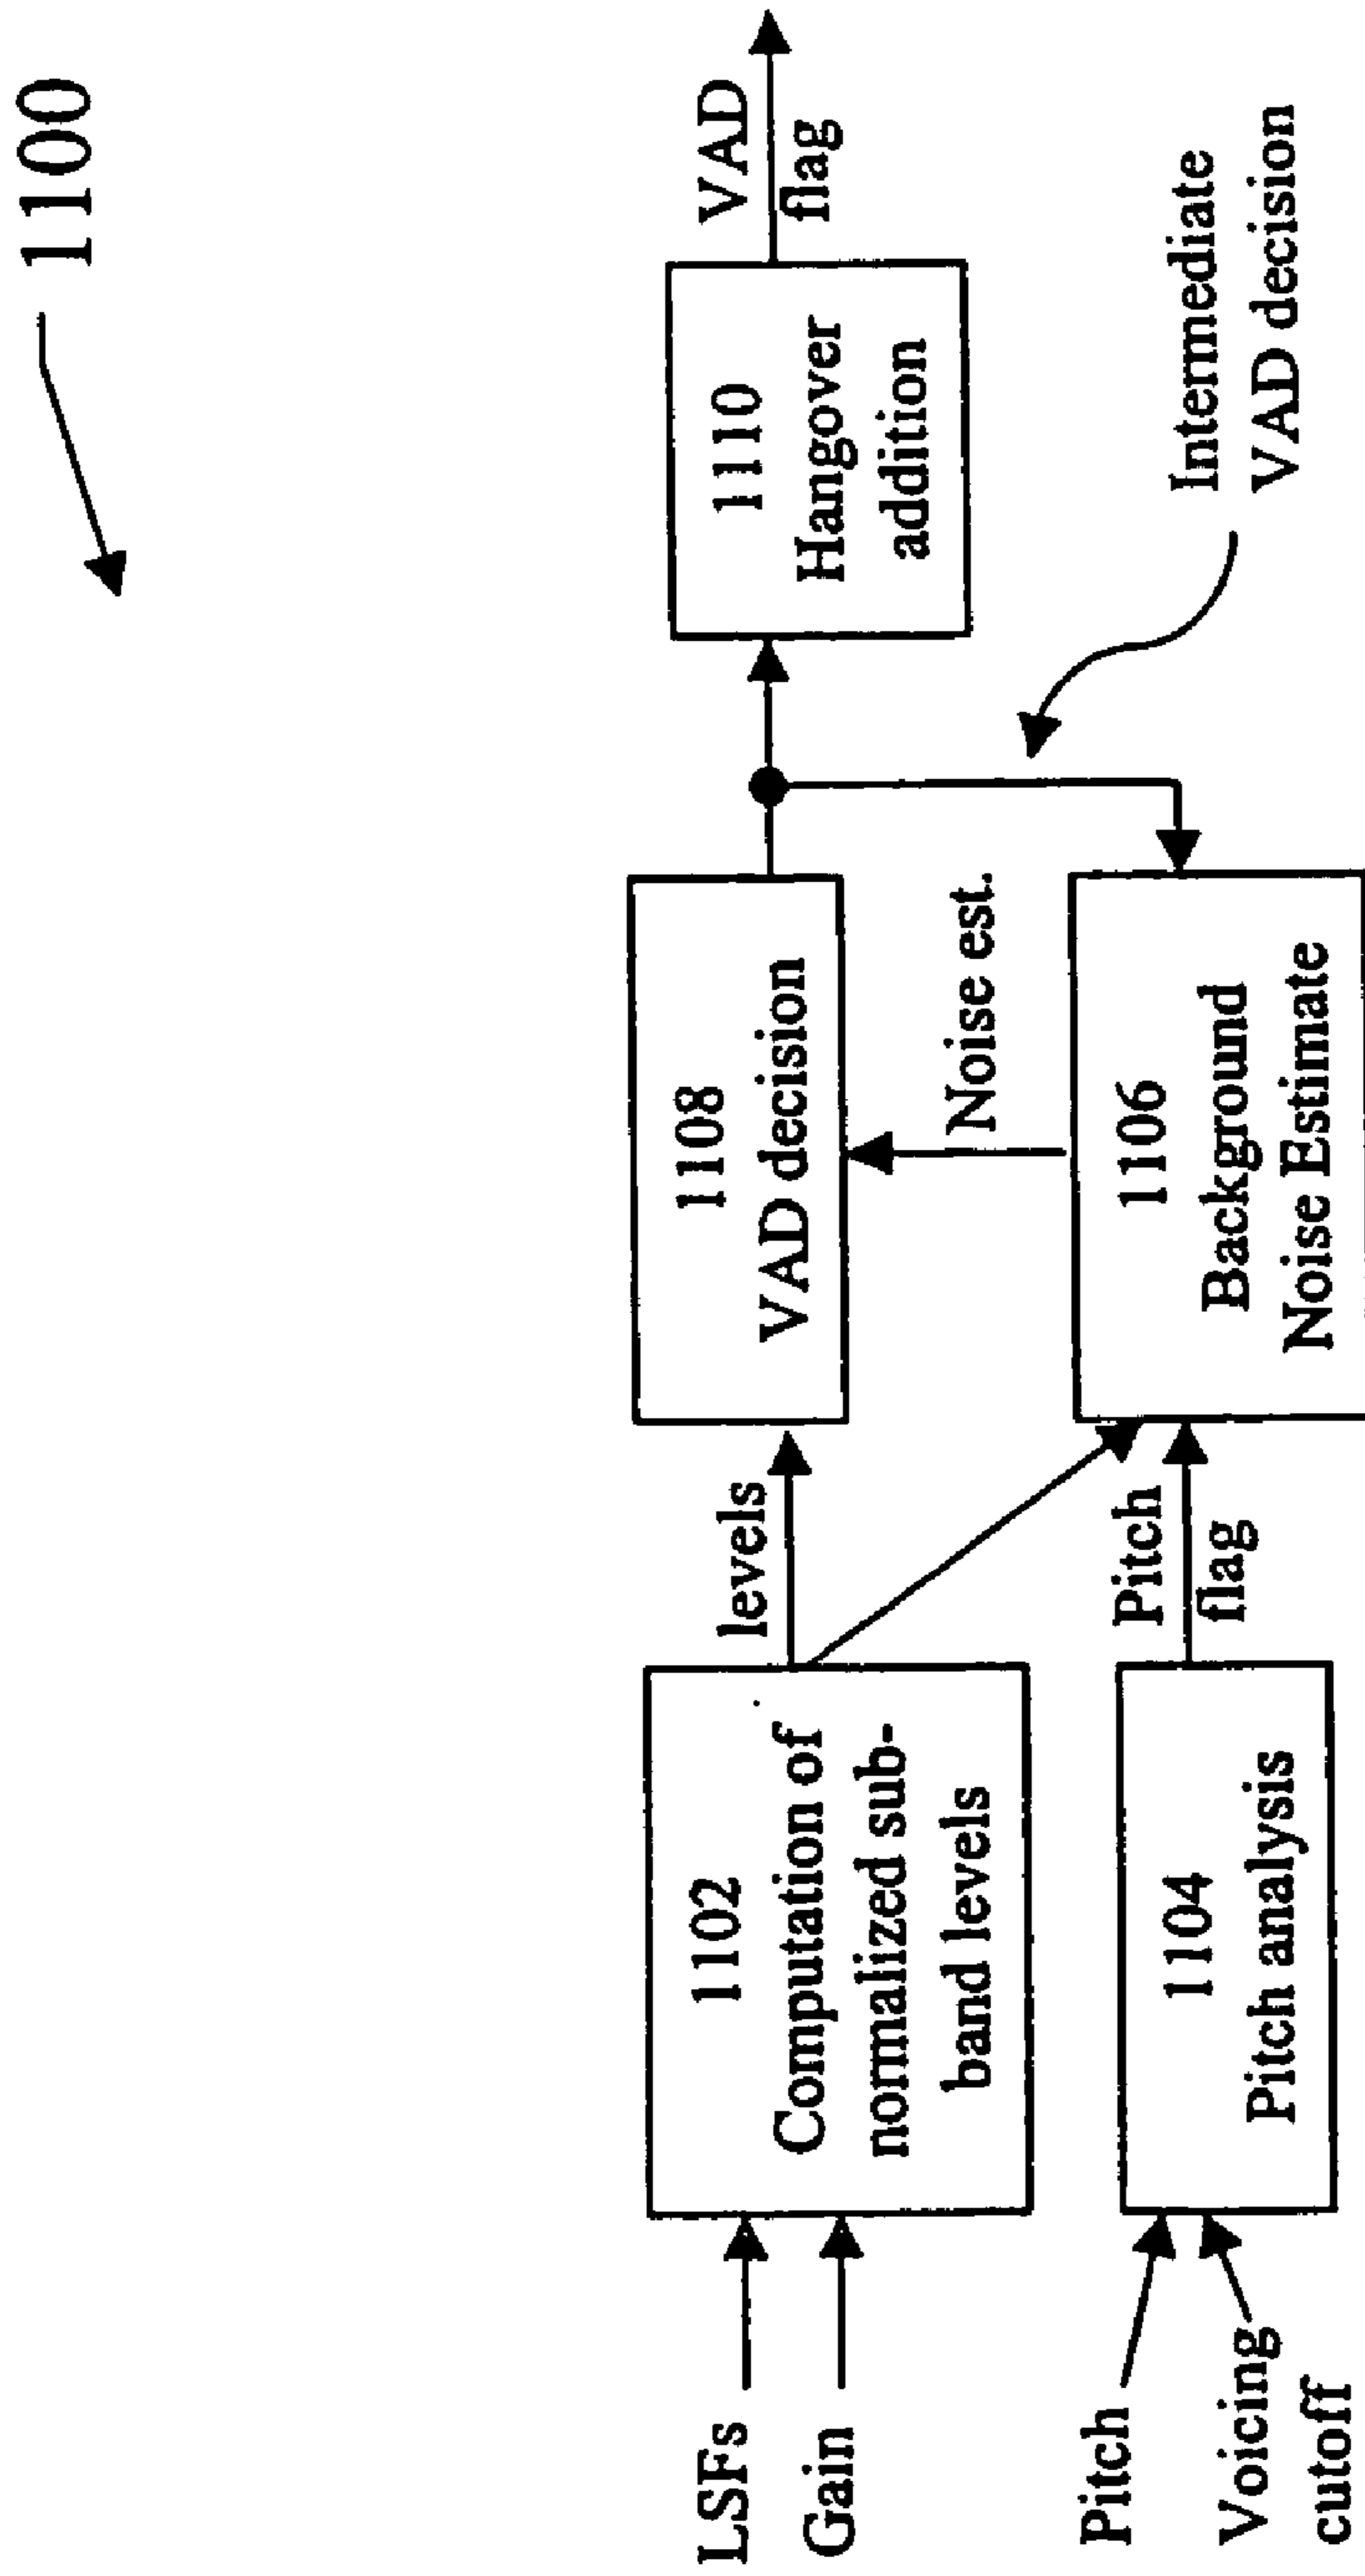 1100
LSFs
Gain
1102
Computation of
normalized sub-
band levels
levels
1108
VAD decision
1110
Hangover
addition
VAD
flag
Pitch
Voicing
cutoff
1104
Pitch analysis
Pitch
flag
1106
Background
Noise Estimate
Noise est.
Intermediate
VAD decision